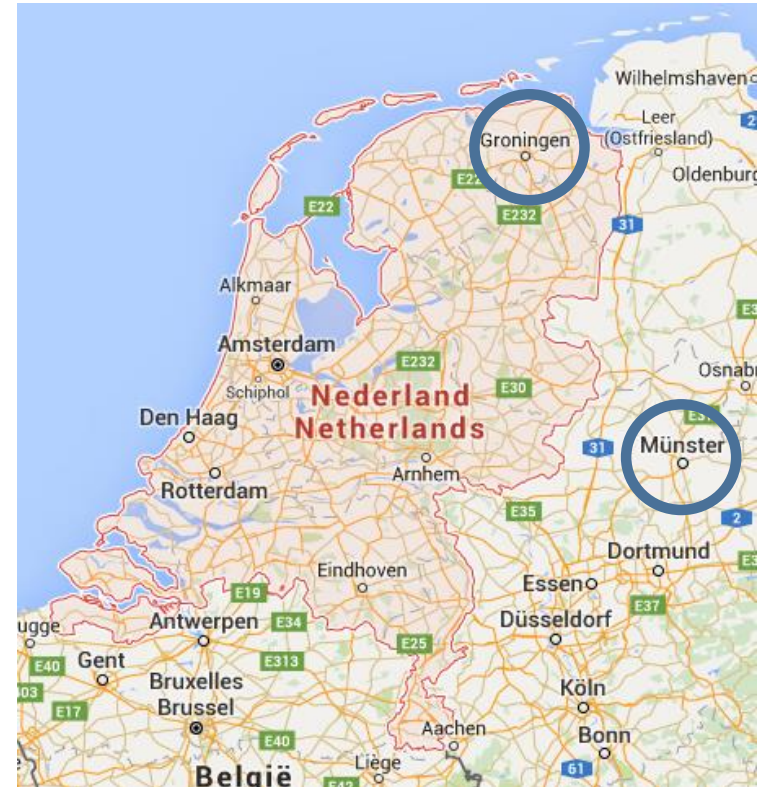 Wilhelmshaven
Leer
(Ostfriesland)
Groningen
Oldenburg
E22
E232
E22
31
Alkmaar
Amsterdam
Schiphol
E232
E30
Nederland
Netherlands
Den Haag
Rotterdam
Arnhem
31
Münster
E35
2
Dortmund
Essen
E37
Düsseldorf
Eindhoven
E19
Antwerpen
E34
E25
E313
Gent
E40
E17
Bruxelles
Brussel
E40
Köln
Aachen
Bonn
Liège
61
België